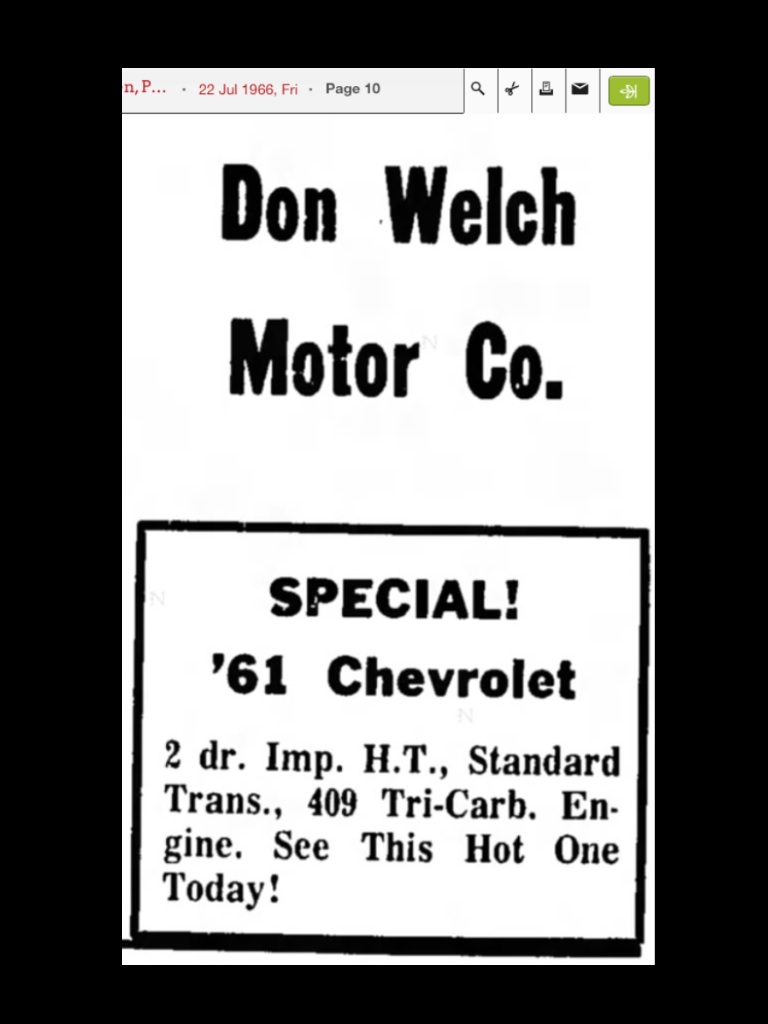 n, P... · 22 Jul 1966, Fri · Page 10
Don Welch
Motor Co.
SPECIAL!
'61 Chevrolet
2 dr. Imp. H.T., Standard
Trans., 409 Tri-Carb. En-
gine. See This Hot One
Today!